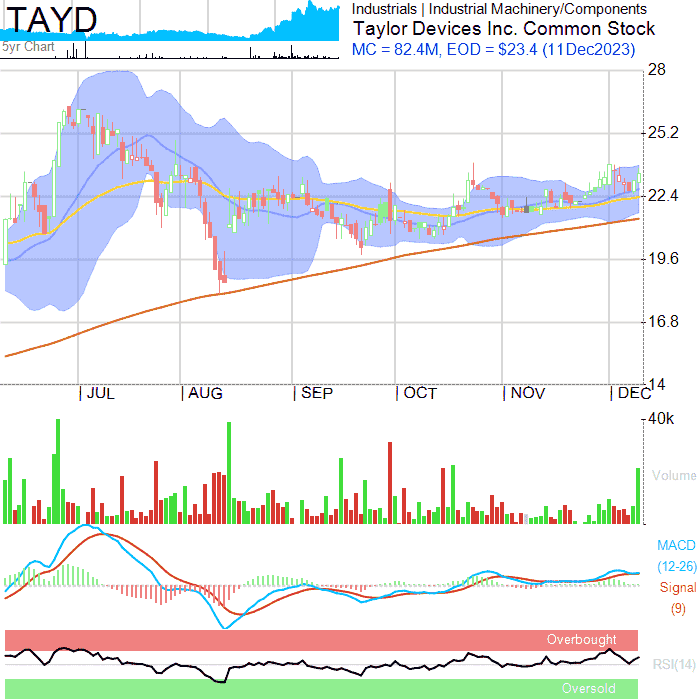 TAYD
5yr Chart
Industrials | Industrial Machinery/Components
Taylor Devices Inc. Common Stock
MC = 82.4M, EOD = $23.4 (11Dec2023)
28
25.2
22.4
19.6
16.8
14
| JUL | AUG | SEP | OCT | NOV | DEC
40k
Volume
MACD
(12-26)
Signal
(9)
Overbought
RSI(14)
Oversold